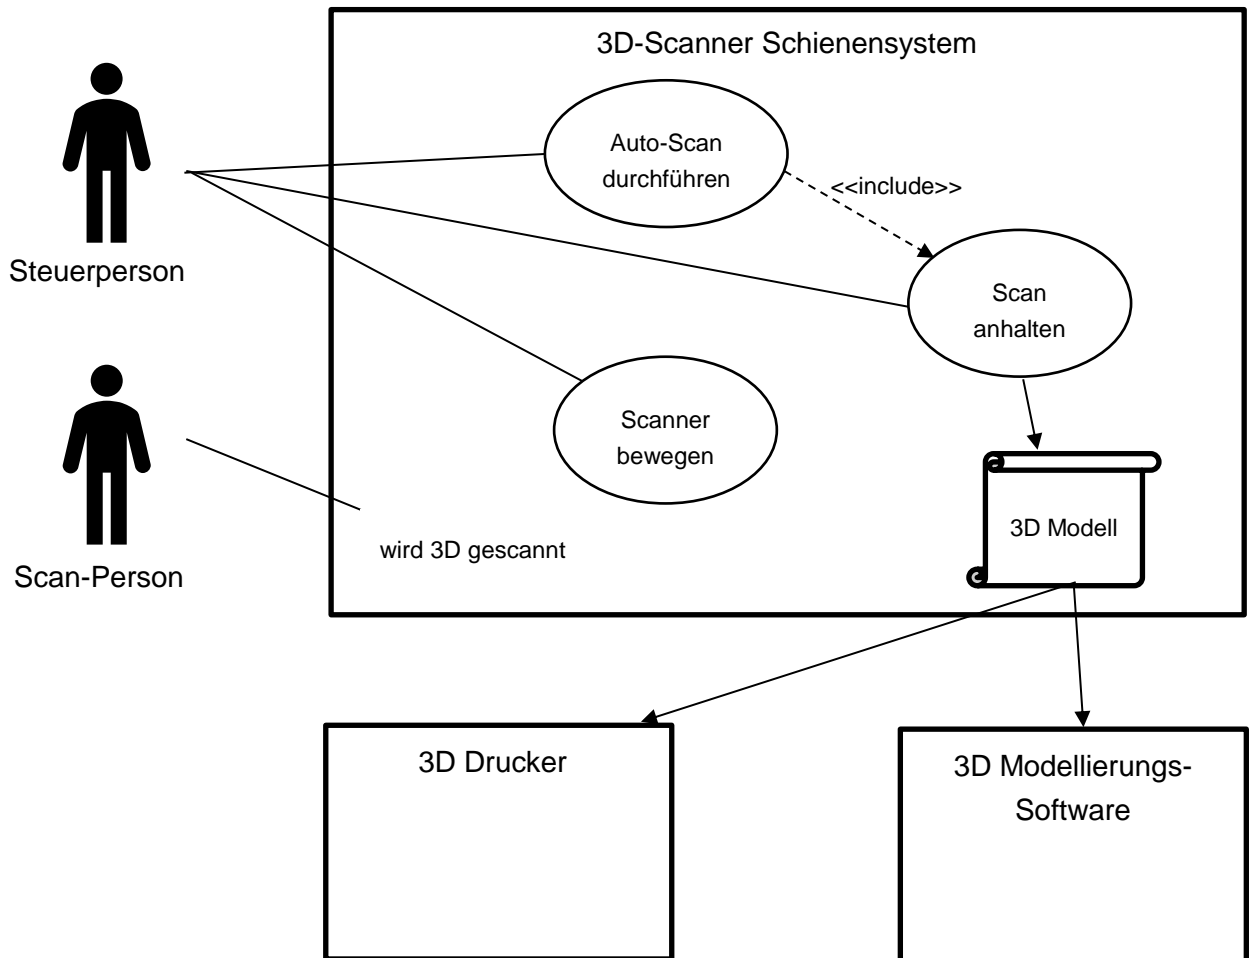 3D-Scanner Schienensystem
Auto-Scan
durchführen
<<include>>
Steuerperson
Scan
anhalten
Scanner
bewegen
3D Modell
wird 3D gescannt
Scan-Person
3D Drucker
3D Modellierungs-
Software